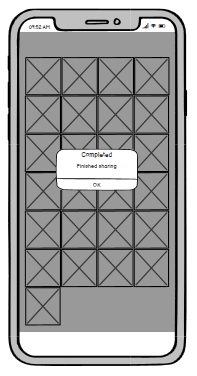 09:52 AM
Completed
Finished sharing
OK